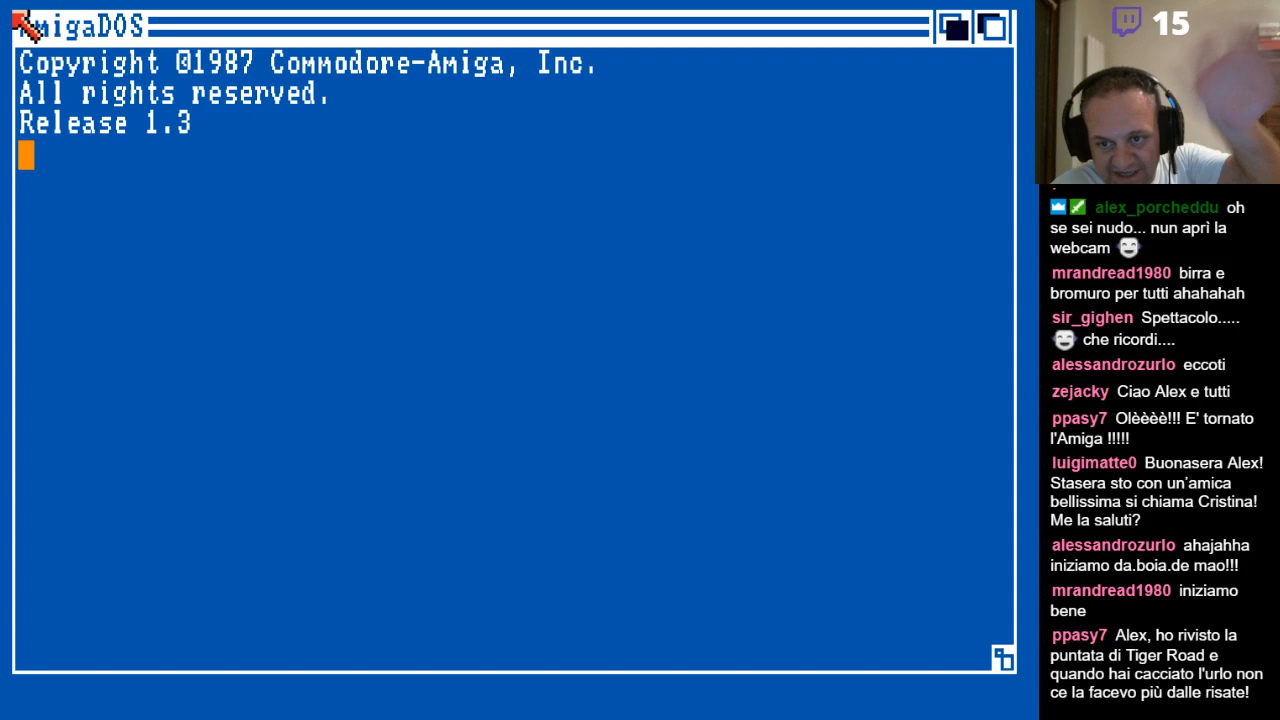 AmigaDOS
Copyright ©1987 Commodore-Amiga, Inc.
All rights reserved.
Release 1.3
15
alex_porcheddu oh
se sei nudo... nun aprì la
webcam
mrandread1980 birra e
bromuro per tutti ahahahah
sir_gighen Spettacolo.....
che ricordi....
alessandrozurlo eccoti
zejacky Ciao Alex e tutti
ppasy7 Olèèèè!!! E' tornato
l'Amiga !!!!!
luigimatte0 Buonasera Alex!
Stasera sto con un'amica
bellissima si chiama Cristina!
Me la saluti?
alessandrozurlo ahajahha
iniziamo da.boia.de mao!!!
mrandread1980 iniziamo
bene
ppasy7 Alex, ho rivisto la
puntata di Tiger Road e
quando hai cacciato l'urlo non
ce la facevo più dalle risate!